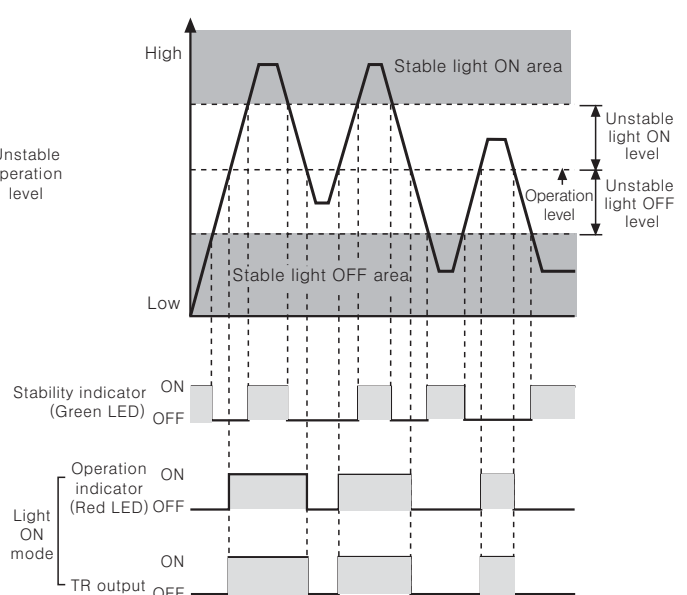 High
Stable light ON area
Unstable
light ON
level
level
Operation
level
Unstable
light OFF
level
Stable light OFF area
Low
Stability indicator
(Green LED)
ON
OFF
Operation
indicator
(Red LED)
ON
OFF
Light
ON
mode
TR output
ON
OFF